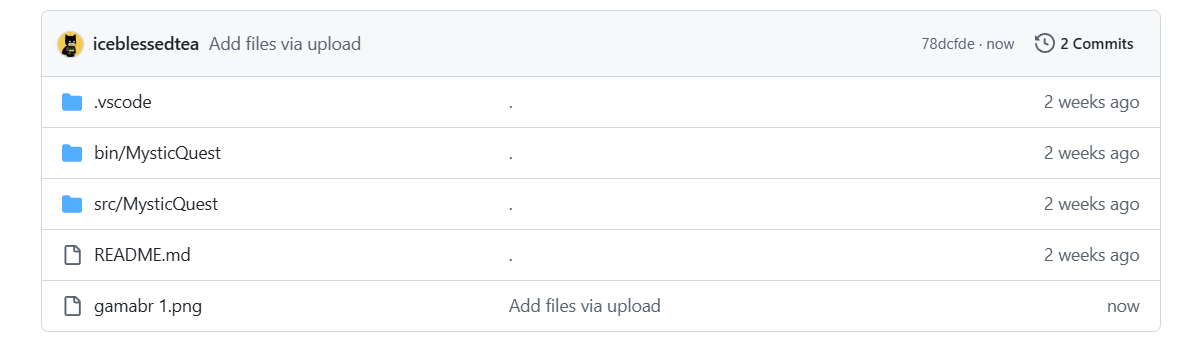 iceblessedtea Add files via upload 78dcfde · now 2 Commits
.vscode . 2 weeks ago
bin/MysticQuest . 2 weeks ago
src/MysticQuest . 2 weeks ago
README.md . 2 weeks ago
gamabr 1.png Add files via upload now